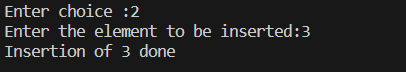 Enter choice :2
Enter the element to be inserted:3
Insertion of 3 done